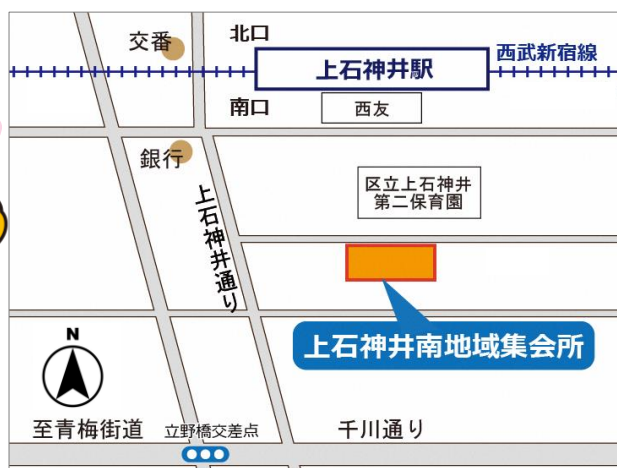 北口
交番
上石神井駅
西武新宿線
南口
西友
銀行
区立上石神井
第二保育園
上石神井通り
上石神井南地域集会所
N
至青梅街道
立野橋交差点
千川通り